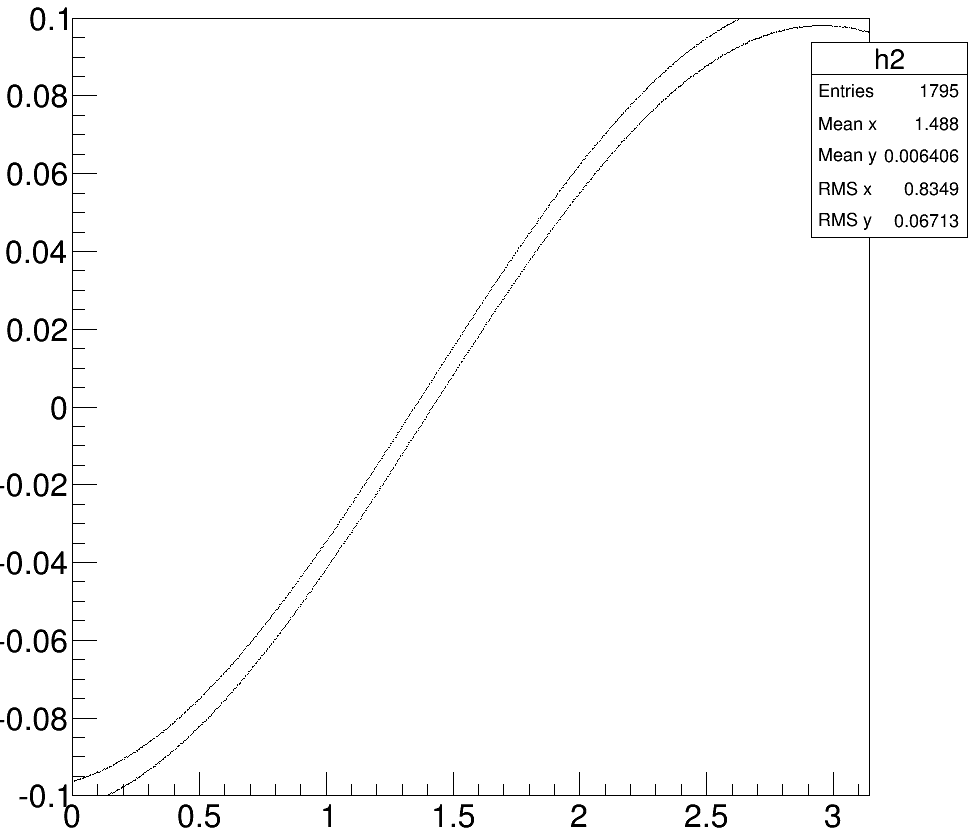 0.1
h2
Entries 1795
0.08
Mean x 1.488
Mean y 0.006406
0.06
RMS x 0.8349
RMS y 0.06713
0.04
0.02
0
-0.02
-0.04
-0.06
-0.08
-0.1
0 0.5 1 1.5 2 2.5 3